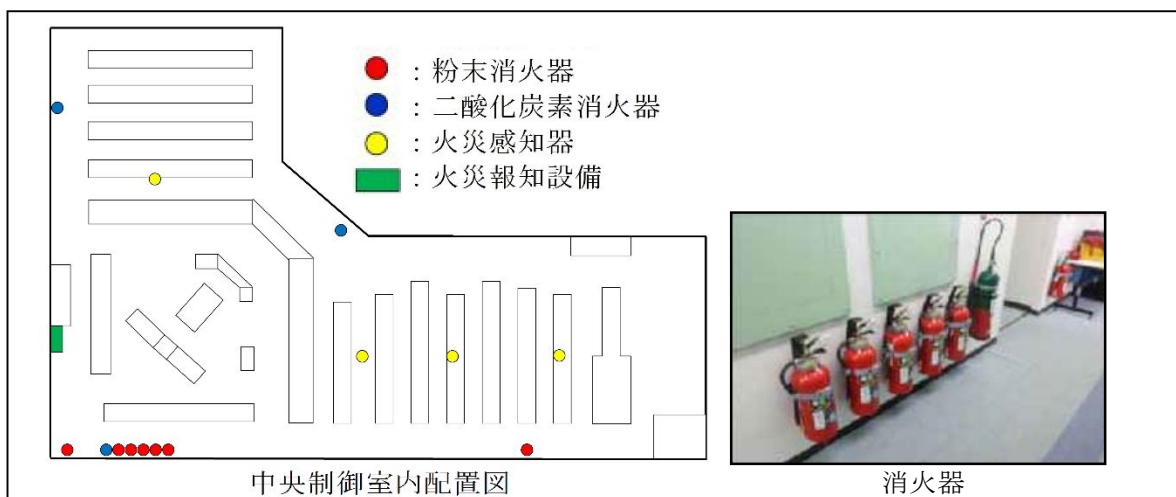 ：粉末消火器
：二酸化炭素消火器
：火災感知器
：火災報知設備
中央制御室内配置図
消火器